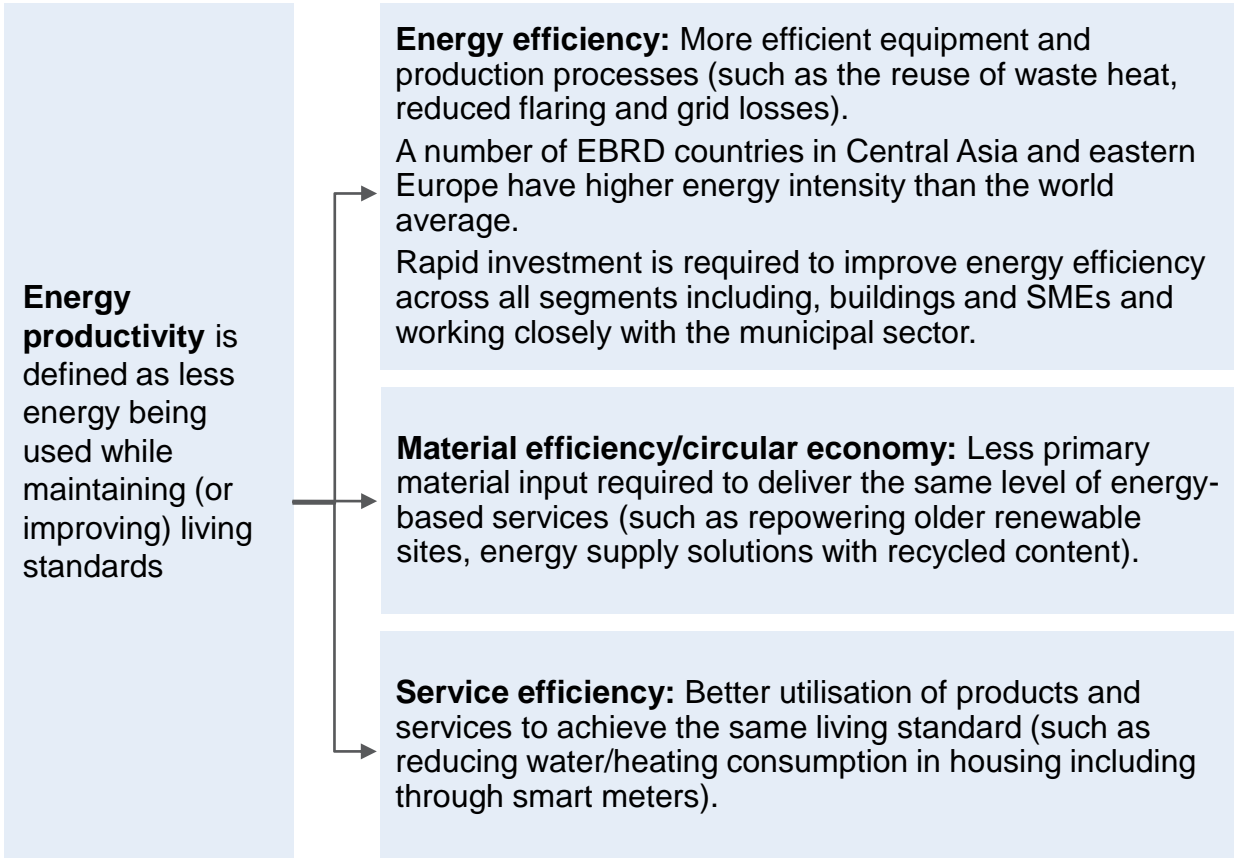 Energy
productivity is
defined as less
energy being
used while
maintaining (or
improving) living
standards
Energy efficiency: More efficient equipment and
production processes (such as the reuse of waste heat,
reduced flaring and grid losses).
A number of EBRD countries in Central Asia and eastern
Europe have higher energy intensity than the world
average.
Rapid investment is required to improve energy efficiency
across all segments including, buildings and SMEs and
working closely with the municipal sector.
Material efficiency/circular economy: Less primary
material input required to deliver the same level of energy-
based services (such as repowering older renewable
sites, energy supply solutions with recycled content).
Service efficiency: Better utilisation of products and
services to achieve the same living standard (such as
reducing water/heating consumption in housing including
through smart meters).